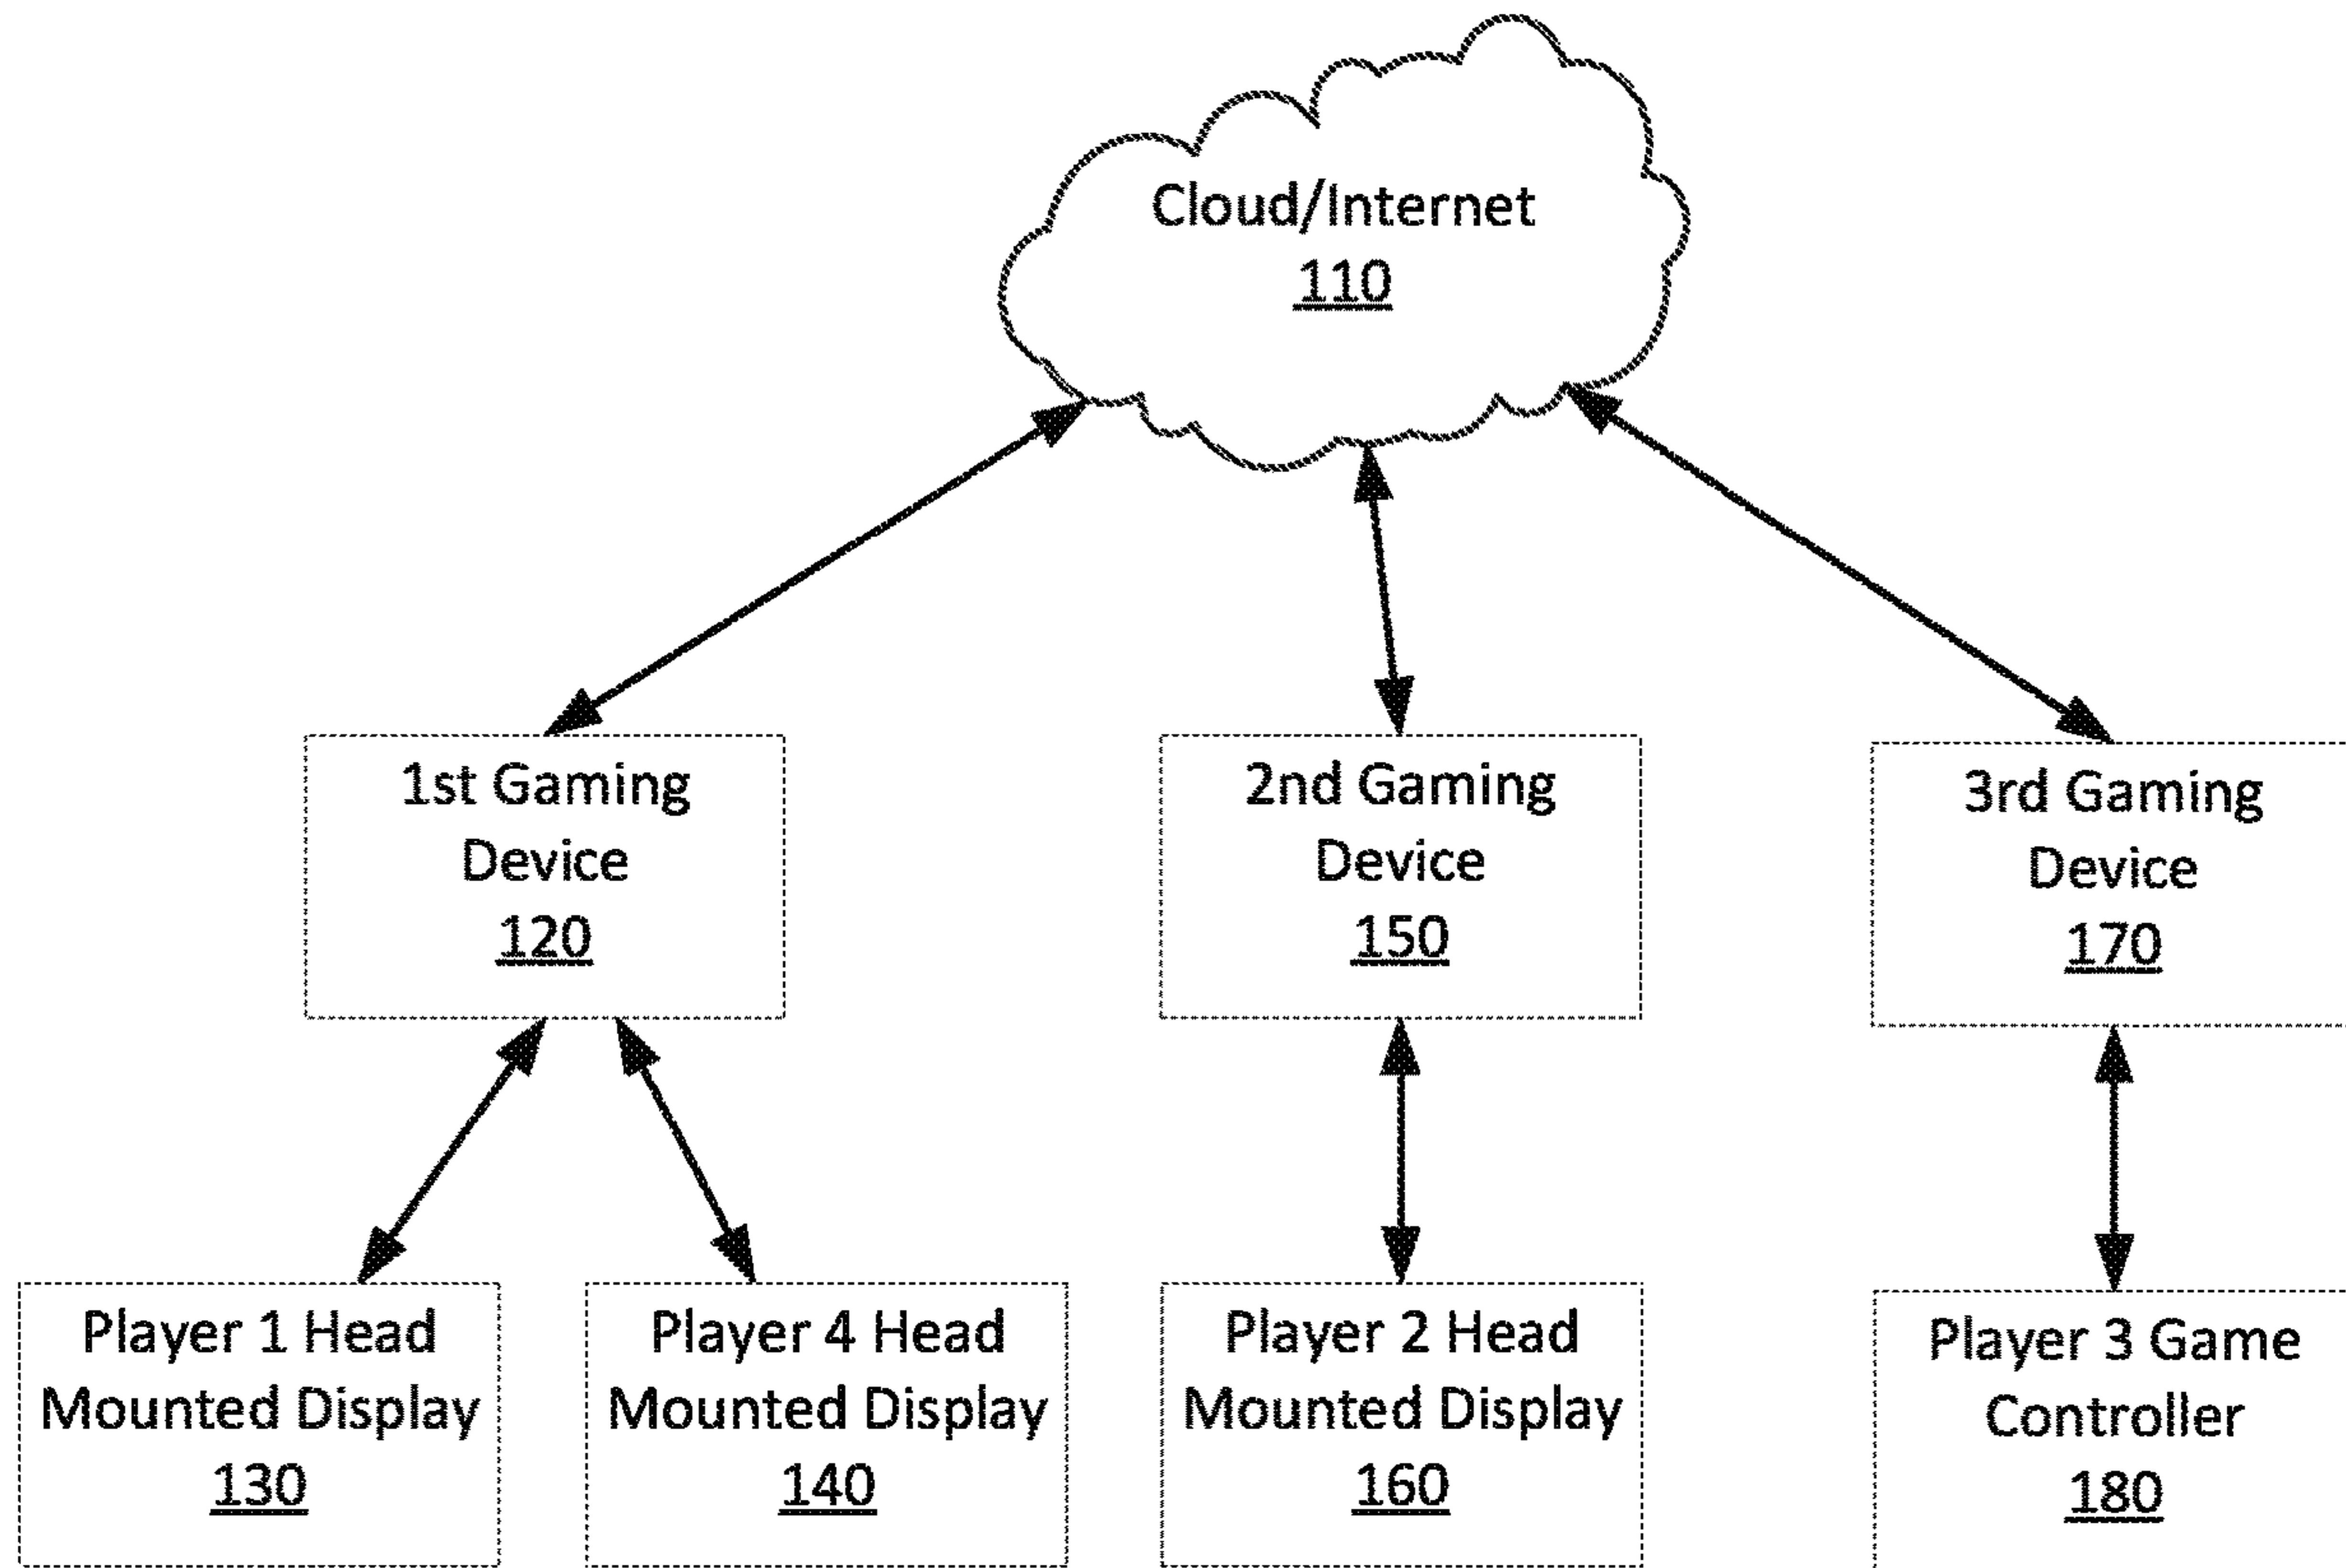 Cloud/Internet
110
1st Gaming
Device
120
2nd Gaming
Device
150
3rd Gaming
Device
170
Player 1 Head
Mounted Display
130
Player 4 Head
Mounted Display
140
Player 2 Head
Mounted Display
160
Player 3 Game
Controller
180